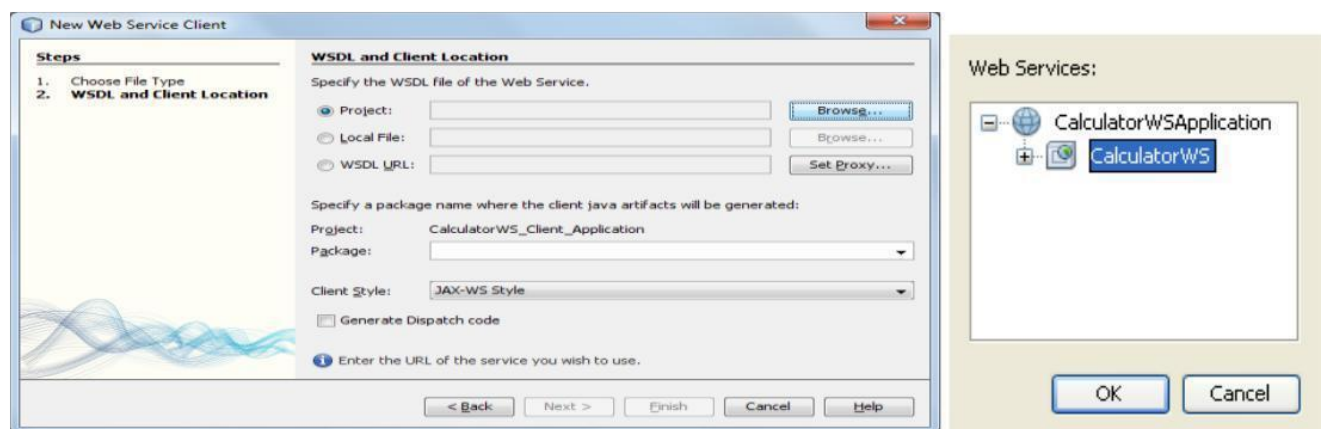 New Web Service Client
Steps
1. Choose File Type
2. WSDL and Client Location
WSDL and Client Location
Specify the WSDL file of the Web Service.
Project:
Browse...
Local File:
Browse...
WSDL URL:
Set Proxy...
Specify a package name where the client java artifacts will be generated:
Project: CalculatorWS_Client_Application
Package:
Client Style: JAX-WS Style
Generate Dispatch code
Enter the URL of the service you wish to use.
< Back Next > Finish Cancel Help
Web Services:
CalculatorWSApplication
CalculatorWS
OK Cancel